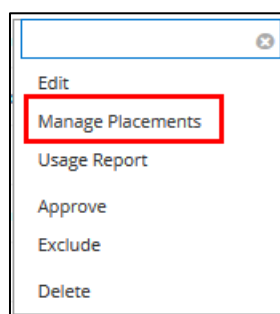 Edit
Manage Placements
Usage Report
Approve
Exclude
Delete